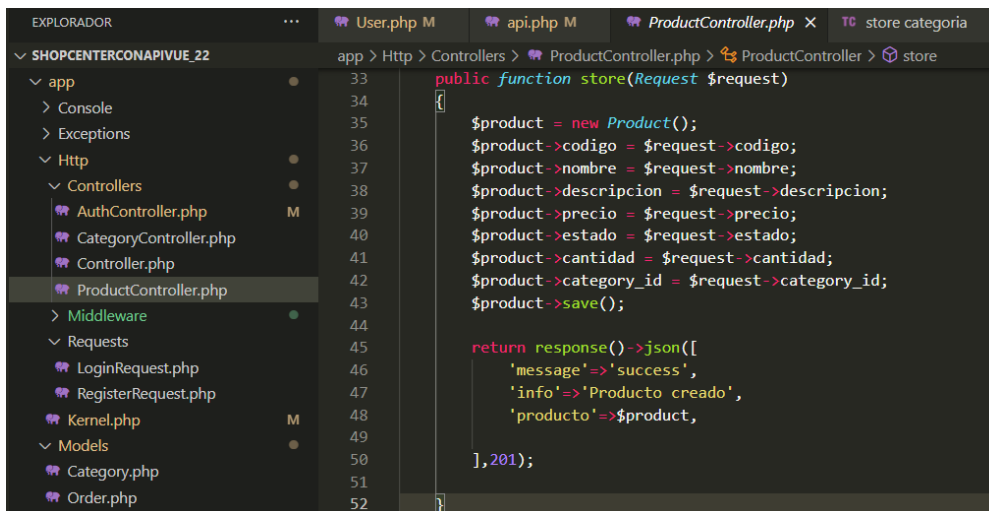 EXPLORADOR ...
SHOPCENTERCONAPIVUE_22
app
Console
Exceptions
Http
Controllers
AuthController.php M
CategoryController.php
Controller.php
ProductController.php
Middleware
Requests
LoginRequest.php
RegisterRequest.php
Kernel.php M
Models
Category.php
Order.php
User.php M api.php M ProductController.php × TC store categoria
app > Http > Controllers > ProductController.php > ProductController > store
33 public function store(Request $request)
34 {
35 $product = new Product();
36 $product->codigo = $request->codigo;
37 $product->nombre = $request->nombre;
38 $product->descripcion = $request->descripcion;
39 $product->precio = $request->precio;
40 $product->estado = $request->estado;
41 $product->cantidad = $request->cantidad;
42 $product->category_id = $request->category_id;
43 $product->save();
44
45 return response()->json([
46 'message'=>'success',
47 'info'=>'Producto creado',
48 'producto'=>$product,
49
50 ],201);
51
52 }